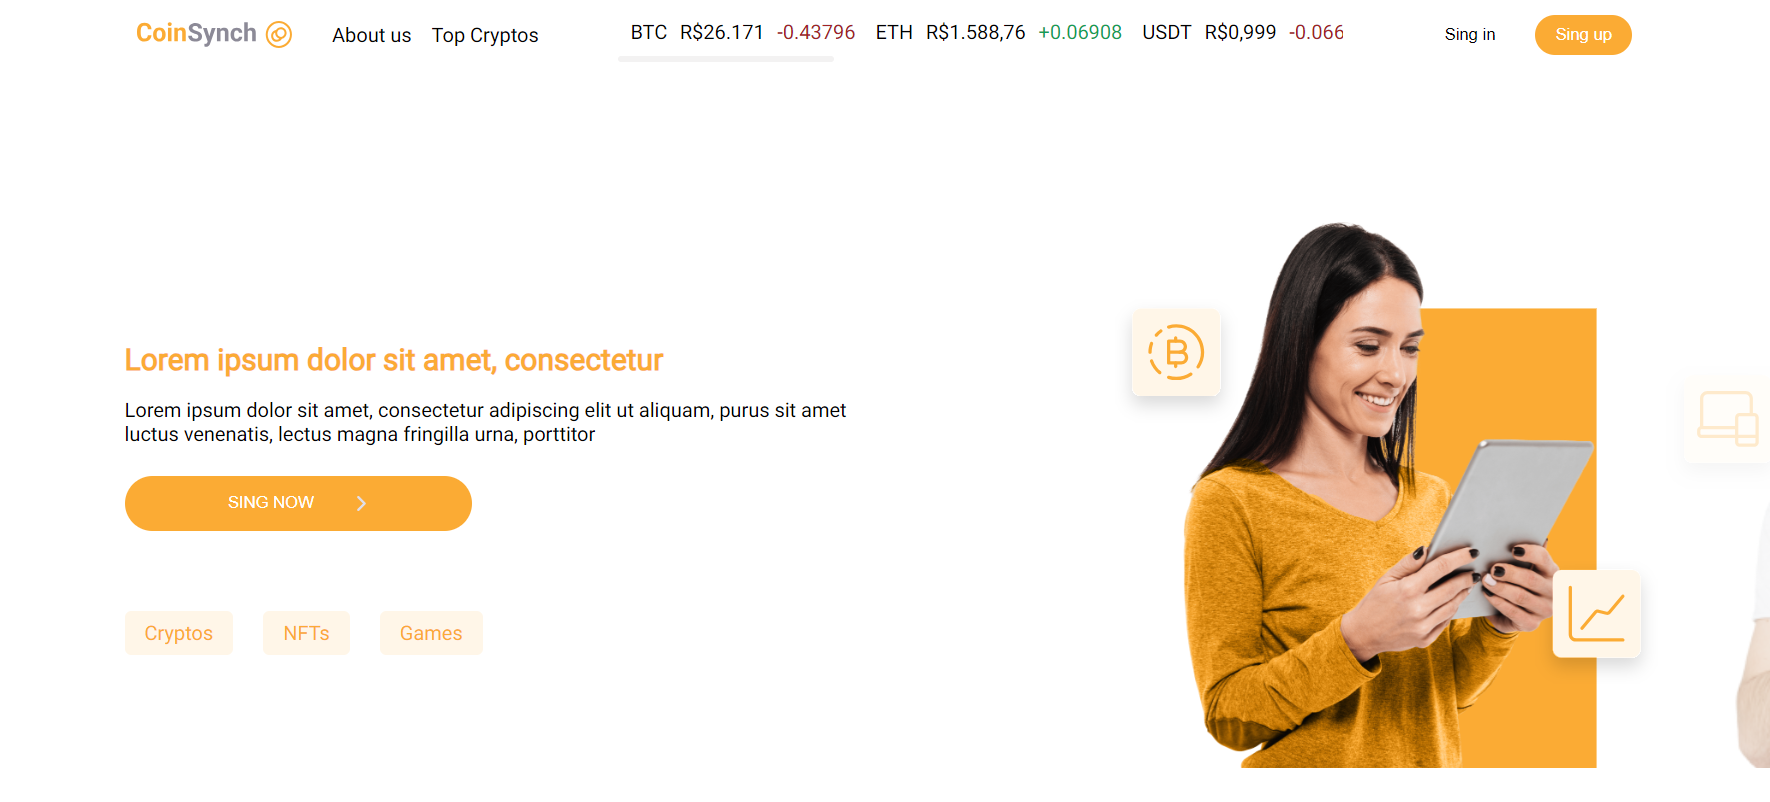 CoinSynch About us Top Cryptos BTC R$26.171 -0.43796 ETH R$1.588,76 +0.06908 USDT R$0,999 -0.066 Sing in Sing up
Lorem ipsum dolor sit amet, consectetur
Lorem ipsum dolor sit amet, consectetur adipiscing elit ut aliquam, purus sit amet
luctus venenatis, lectus magna fringilla urna, porttitor
SING NOW
Cryptos NFTs Games